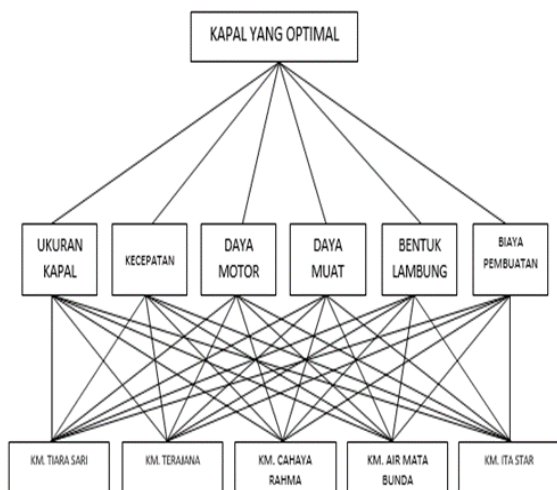 KAPAL YANG OPTIMAL
UKURAN
KAPAL
KECEPATAN
DAYA
MOTOR
DAYA
MUAT
BENTUK
LAMBUNG
BIAYA
PEMBUATAN
KM. TIARA SARI
KM. TERAJANA
KM. CAHAYA
RAHMA
KM. AIR MATA
BUNDA
KM. ITA STAR